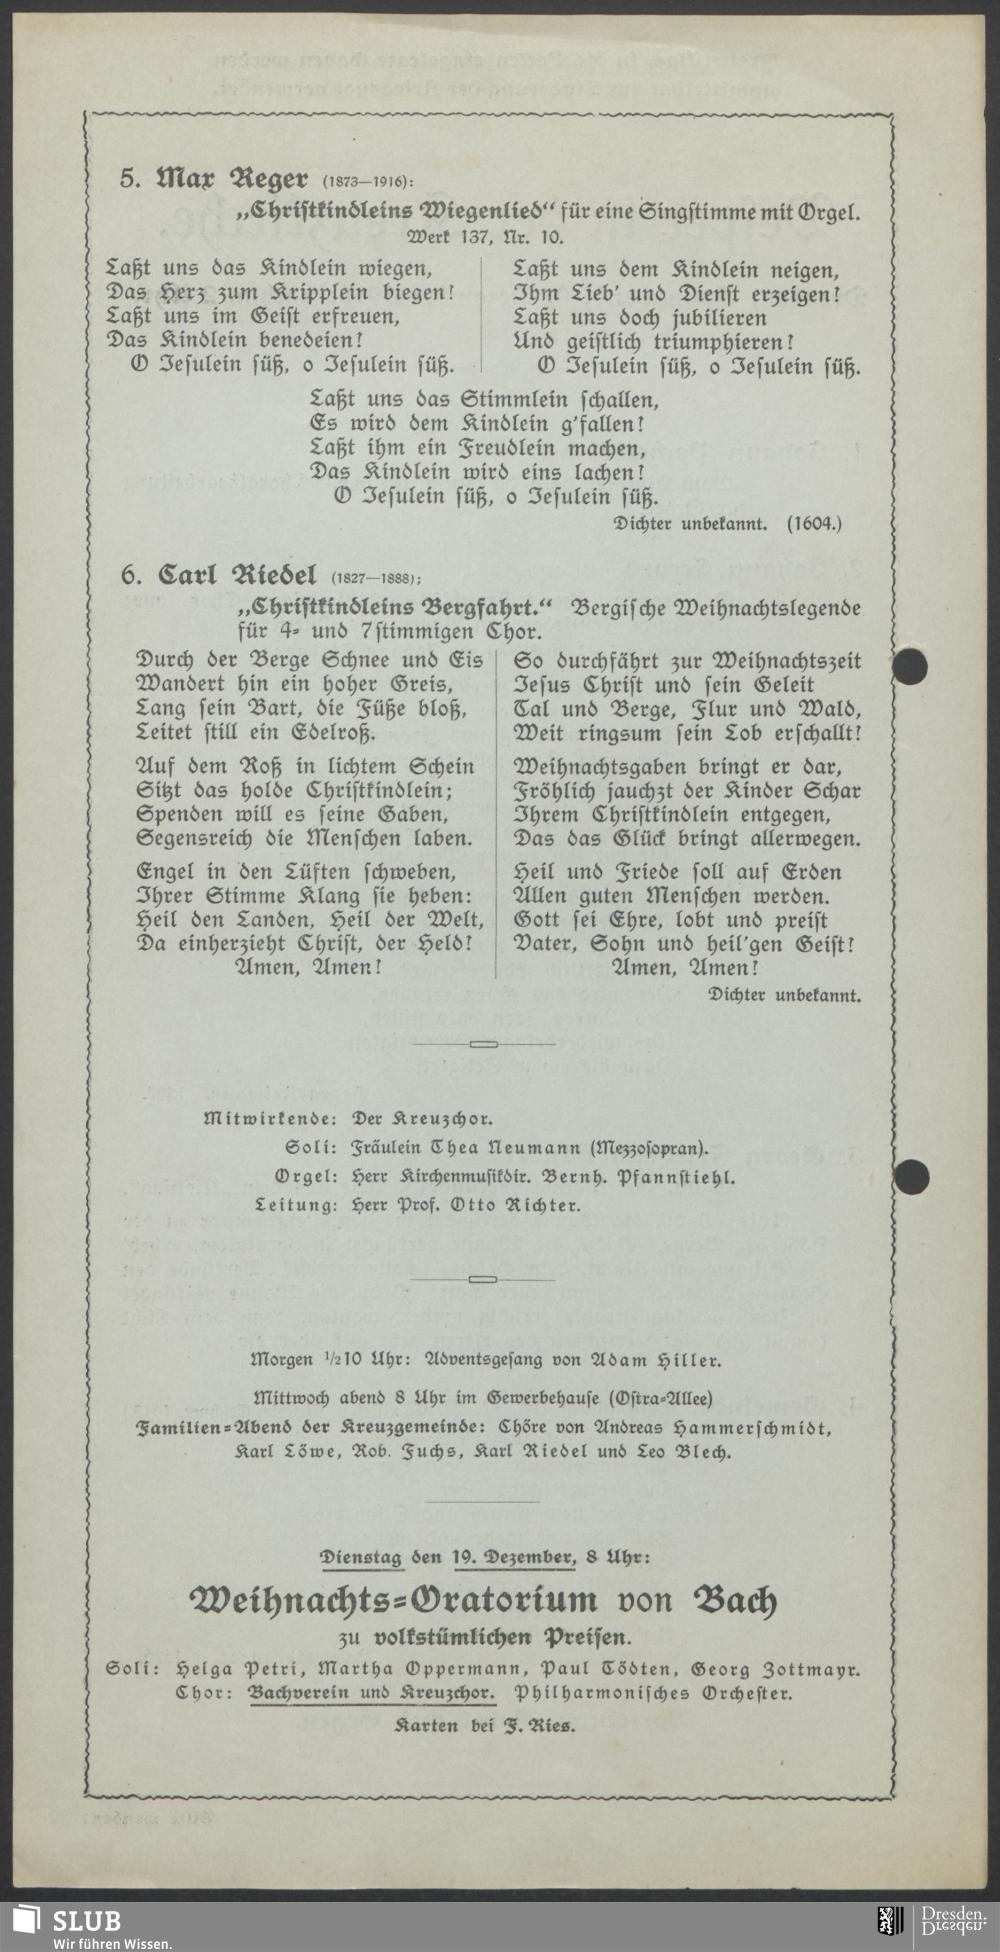 5. Max Reger (1873—1916):
„Christkindleins Wiegenlied“ für eine Singstimme mit Orgel.
Werk 137, Nr. 10.
Laßt uns das Kindlein wiegen,
Das Herz zum Kripplein biegen!
Laßt uns im Geist erfreuen,
Das Kindlein benedeien!
O Jesulein süß, o Jesulein süß.
Laßt uns dem Kindlein neigen,
Ihm Lieb' und Dienst erzeigen!
Laßt uns doch jubilieren
Und geistlich triumphieren!
O Jesulein süß, o Jesulein süß.
Laßt uns das Stimmlein schallen,
Es wird dem Kindlein g'fallen!
Laßt ihm ein Freudlein machen,
Das Kindlein wird eins lachen!
O Jesulein süß, o Jesulein süß.
Dichter unbekannt. (1604.)
6. Carl Riedel (1827—1888):
„Christkindleins Bergfahrt.“ Bergische Weihnachtslegende
für 4- und 7stimmigen Chor.
Durch der Berge Schnee und Eis
Wandert hin ein hoher Greis,
Lang sein Bart, die Füße bloß,
Leitet still ein Edelroß.
Auf dem Roß in lichtem Schein
Sitzt das holde Christkindlein;
Spenden will es seine Gaben,
Segensreich die Menschen laben.
Engel in den Lüften schweben,
Ihrer Stimme Klang sie heben:
Heil den Landen, Heil der Welt,
Da einherzieht Christ, der Held!
Amen, Amen!
So durchfährt zur Weihnachtszeit
Jesus Christ und sein Geleit
Tal und Berge, Flur und Wald,
Weit ringsum sein Lob erschallt!
Weihnachtsgaben bringt er dar,
Fröhlich jauchzt der Kinder Schar
Ihrem Christkindlein entgegen,
Das das Glück bringt allerwegen.
Heil und Friede soll auf Erden
Allen guten Menschen werden.
Gott sei Ehre, lobt und preist
Vater, Sohn und heil'gen Geist!
Amen, Amen!
Dichter unbekannt.
Mitwirkende: Der Kreuzchor.
Soli: Fräulein Thea Neumann (Mezzosopran).
Orgel: Herr Kirchenmusikdir. Bernh. Pfannstiehl.
Leitung: Herr Prof. Otto Richter.
Morgen ½10 Uhr: Adventsgesang von Adam Hiller.
Mittwoch abend 8 Uhr im Gewerbehause (Ostra-Allee)
Familien-Abend der Kreuzgemeinde: Chöre von Andreas Hammerschmidt,
Karl Löwe, Rob. Fuchs, Karl Riedel und Leo Blech.
Dienstag den 19. Dezember, 8 Uhr:
Weihnachts-Oratorium von Bach
zu volkstümlichen Preisen.
Soli: Helga Petri, Martha Oppermann, Paul Tödten, Georg Zottmayr.
Chor: Bachverein und Kreuzchor. Philharmonisches Orchester.
Karten bei F. Ries.
SLUB
Wir führen Wissen.
Dresden.
Dresden.